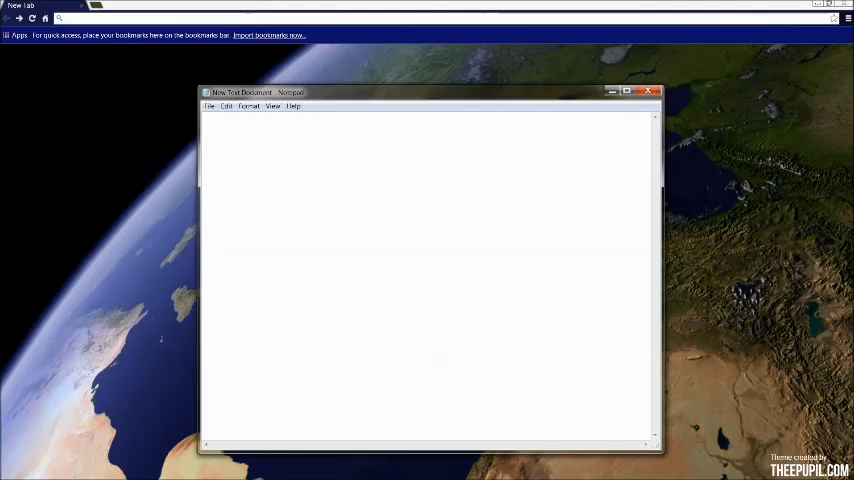 New Tab
Apps For quick access, place your bookmarks here on the bookmarks bar. Import bookmarks now...
New Text Document - Notepad
File Edit Format View Help
Theme created by
THEEPUPIL.COM